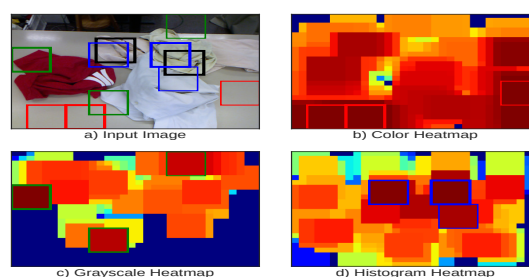 a) Input Image
b) Color Heatmap
c) Grayscale Heatmap
d) Histogram Heatmap